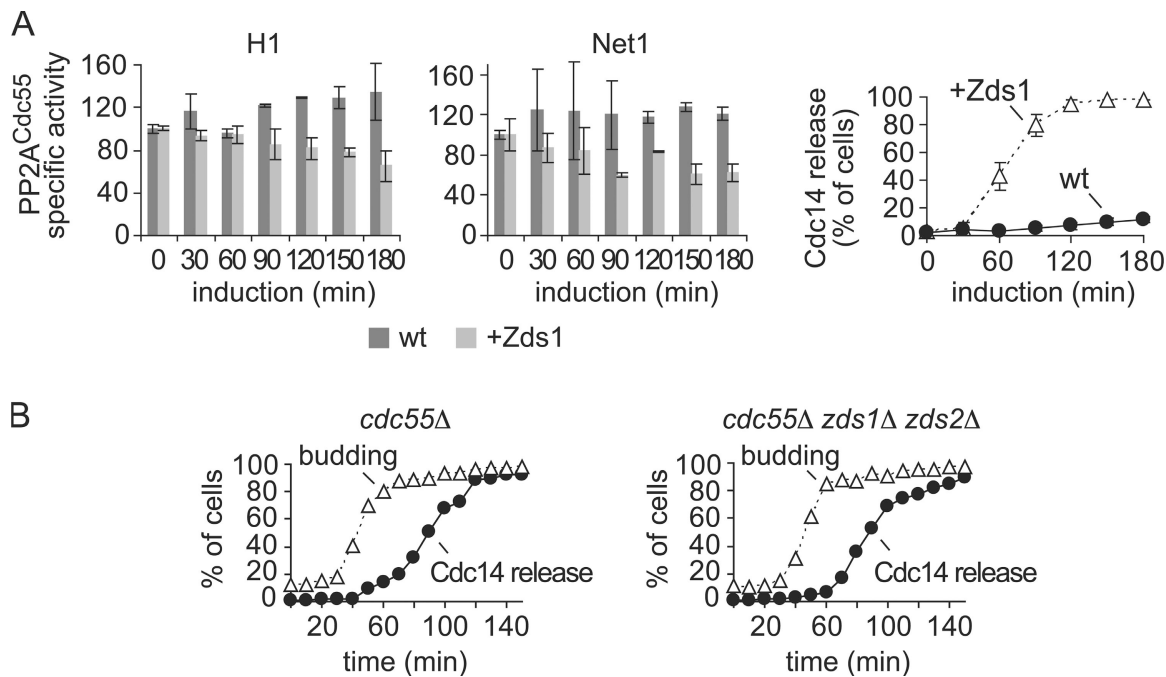 A
H1
Net1
PP2ACdc55
specific activity
160
120
80
40
0
0 30 60 90 120 150 180
induction (min)
160
120
80
40
0
0 30 60 90 120 150 180
induction (min)
Cdc14 release
(% of cells)
100
80
60
40
20
0
+Zds1
wt
0 60 120 180
induction (min)
wt +Zds1
B
cdc55Δ
budding
% of cells
100
80
60
40
20
0
Cdc14 release
20 60 100 140
time (min)
cdc55Δ zds1Δ zds2Δ
budding
% of cells
100
80
60
40
20
0
Cdc14 release
20 60 100 140
time (min)